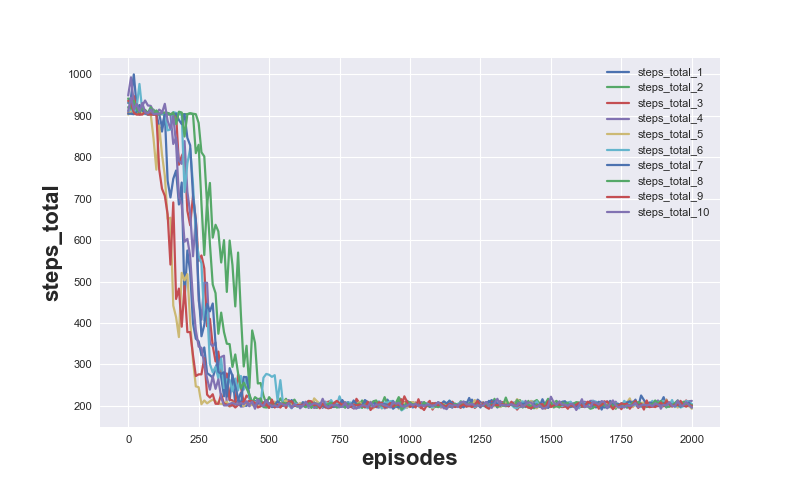 1000
900
800
700
600
500
400
300
200
steps_total
steps_total_1
steps_total_2
steps_total_3
steps_total_4
steps_total_5
steps_total_6
steps_total_7
steps_total_8
steps_total_9
steps_total_10
0 250 500 750 1000 1250 1500 1750 2000
episodes